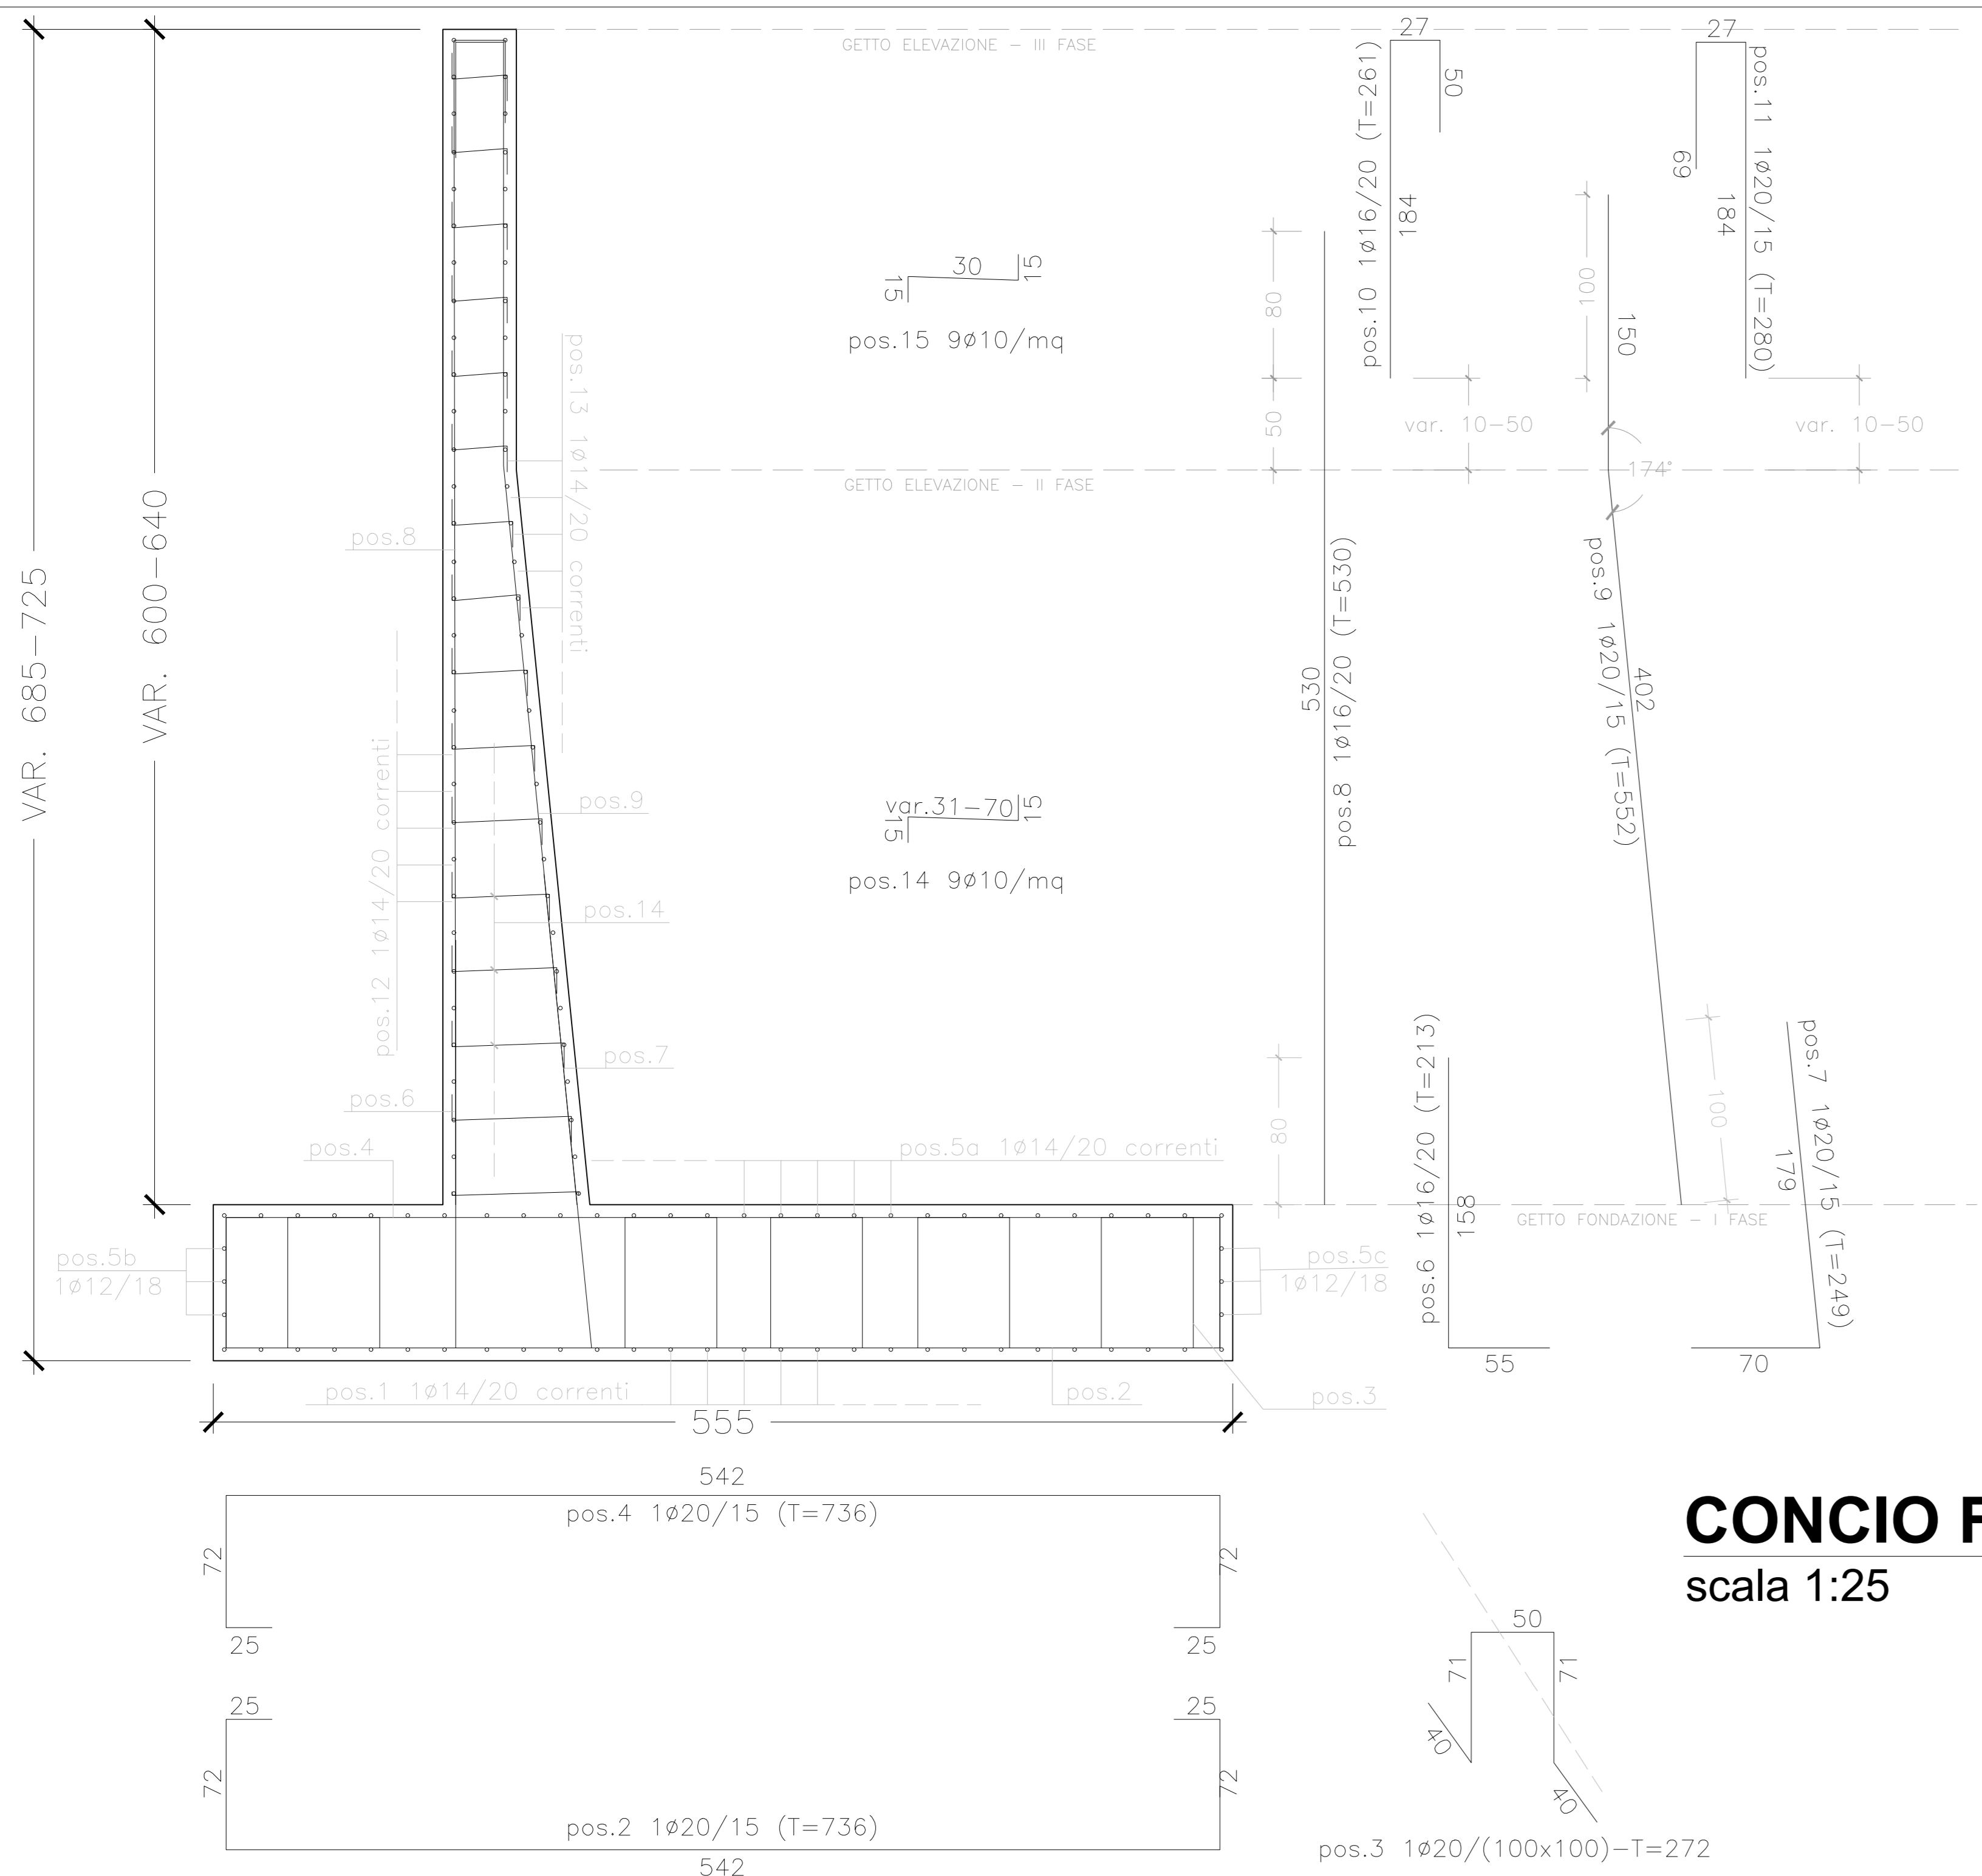 GETTO ELEVAZIONE – III FASE
VAR. 685–725
VAR. 600–640
27
50
pos.10 1ø16/20 (T=261)
184
27
69
184
pos.11 1ø20/15 (T=280)
30
15
15
pos.15 9ø10/mq
80
50
100
150
var. 10–50
var. 10–50
174°
GETTO ELEVAZIONE – II FASE
pos.13 1ø14/20 correnti
pos.8
530
pos.8 1ø16/20 (T=530)
pos.9 1ø20/15 (T=552)
402
pos.12 1ø14/20 correnti
pos.9
var.31–70
15
15
pos.14 9ø10/mq
pos.14
pos.7
pos.6
pos.4
pos.5a 1ø14/20 correnti
80
pos.6 1ø16/20 (T=213)
158
55
100
pos.7 1ø20/15 (T=249)
179
70
GETTO FONDAZIONE – I FASE
pos.5b
1ø12/18
pos.5c
1ø12/18
pos.1 1ø14/20 correnti
pos.2
pos.3
555
542
pos.4 1ø20/15 (T=736)
72
72
25
25
CONCIO
scala 1:25
25
25
72
72
pos.2 1ø20/15 (T=736)
542
50
71
71
40
40
pos.3 1ø20/(100x100)–T=272